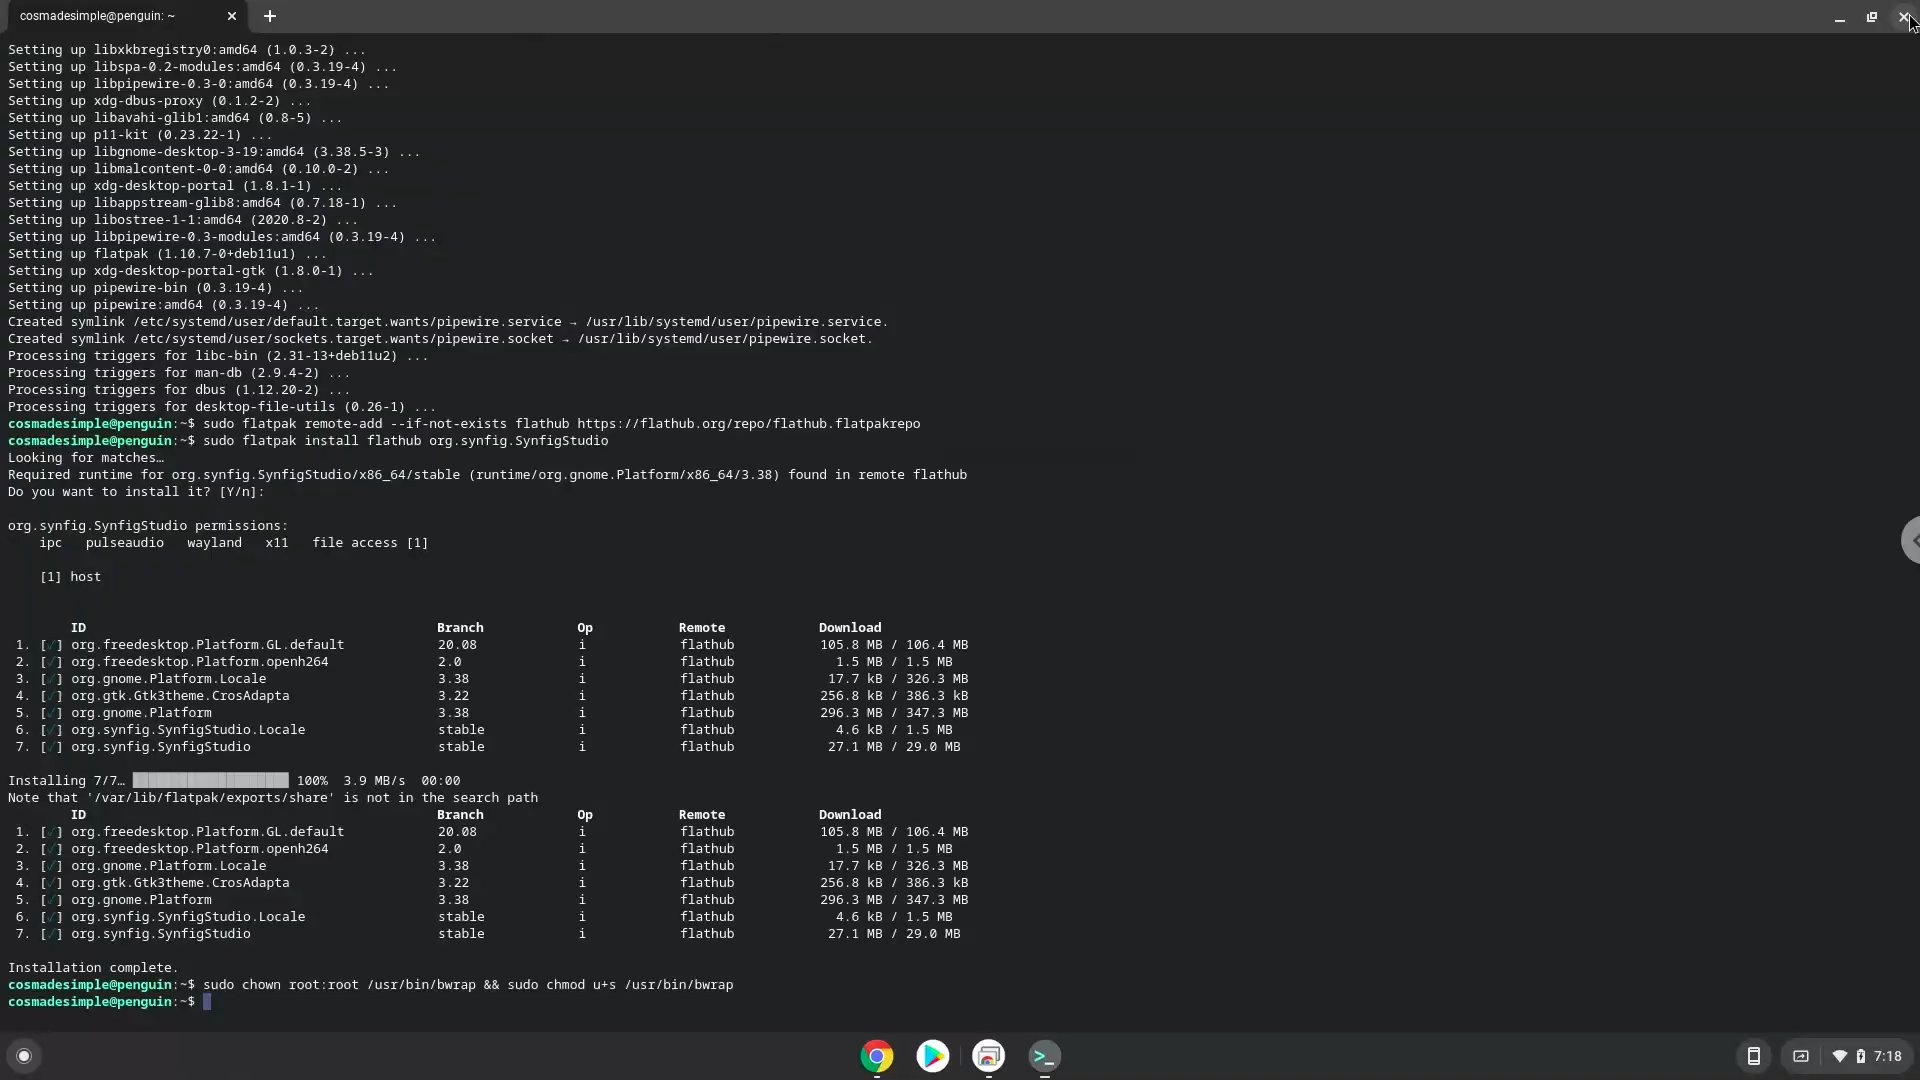 cosmadesimple@penguin: ~
Setting up libxkbregistry0:amd64 (1.0.3-2) ...
Setting up libspa-0.2-modules:amd64 (0.3.19-4) ...
Setting up libpipewire-0.3-0:amd64 (0.3.19-4) ...
Setting up xdg-dbus-proxy (0.1.2-2) ...
Setting up libavahi-glib1:amd64 (0.8-5) ...
Setting up p11-kit (0.23.22-1) ...
Setting up libgnome-desktop-3-19:amd64 (3.38.5-3) ...
Setting up libmalcontent-0-0:amd64 (0.10.0-2) ...
Setting up xdg-desktop-portal (1.8.1-1) ...
Setting up libappstream-glib8:amd64 (0.7.18-1) ...
Setting up libostree-1-1:amd64 (2020.8-2) ...
Setting up libpipewire-0.3-modules:amd64 (0.3.19-4) ...
Setting up flatpak (1.10.7-0+deb11u1) ...
Setting up xdg-desktop-portal-gtk (1.8.0-1) ...
Setting up pipewire-bin (0.3.19-4) ...
Setting up pipewire:amd64 (0.3.19-4) ...
Created symlink /etc/systemd/user/default.target.wants/pipewire.service → /usr/lib/systemd/user/pipewire.service.
Created symlink /etc/systemd/user/sockets.target.wants/pipewire.socket → /usr/lib/systemd/user/pipewire.socket.
Processing triggers for libc-bin (2.31-13+deb11u2) ...
Processing triggers for man-db (2.9.4-2) ...
Processing triggers for dbus (1.12.20-2) ...
Processing triggers for desktop-file-utils (0.26-1) ...
cosmadesimple@penguin:~$ sudo flatpak remote-add --if-not-exists flathub https://flathub.org/repo/flathub.flatpakrepo
cosmadesimple@penguin:~$ sudo flatpak install flathub org.synfig.SynfigStudio
Looking for matches…
Required runtime for org.synfig.SynfigStudio/x86_64/stable (runtime/org.gnome.Platform/x86_64/3.38) found in remote flathub
Do you want to install it? [Y/n]:
org.synfig.SynfigStudio permissions:
ipc pulseaudio wayland x11 file access [1]
[1] host
ID Branch Op Remote Download
1. [✓] org.freedesktop.Platform.GL.default 20.08 i flathub 105.8 MB / 106.4 MB
2. [✓] org.freedesktop.Platform.openh264 2.0 i flathub 1.5 MB / 1.5 MB
3. [✓] org.gnome.Platform.Locale 3.38 i flathub 17.7 kB / 326.3 MB
4. [✓] org.gtk.Gtk3theme.CrosAdapta 3.22 i flathub 256.8 kB / 386.3 kB
5. [✓] org.gnome.Platform 3.38 i flathub 296.3 MB / 347.3 MB
6. [✓] org.synfig.SynfigStudio.Locale stable i flathub 4.6 kB / 1.5 MB
7. [✓] org.synfig.SynfigStudio stable i flathub 27.1 MB / 29.0 MB
Installing 7/7… ████████████████████ 100% 3.9 MB/s 00:00
Note that '/var/lib/flatpak/exports/share' is not in the search path
ID Branch Op Remote Download
1. [✓] org.freedesktop.Platform.GL.default 20.08 i flathub 105.8 MB / 106.4 MB
2. [✓] org.freedesktop.Platform.openh264 2.0 i flathub 1.5 MB / 1.5 MB
3. [✓] org.gnome.Platform.Locale 3.38 i flathub 17.7 kB / 326.3 MB
4. [✓] org.gtk.Gtk3theme.CrosAdapta 3.22 i flathub 256.8 kB / 386.3 kB
5. [✓] org.gnome.Platform 3.38 i flathub 296.3 MB / 347.3 MB
6. [✓] org.synfig.SynfigStudio.Locale stable i flathub 4.6 kB / 1.5 MB
7. [✓] org.synfig.SynfigStudio stable i flathub 27.1 MB / 29.0 MB
Installation complete.
cosmadesimple@penguin:~$ sudo chown root:root /usr/bin/bwrap && sudo chmod u+s /usr/bin/bwrap
cosmadesimple@penguin:~$
7:18